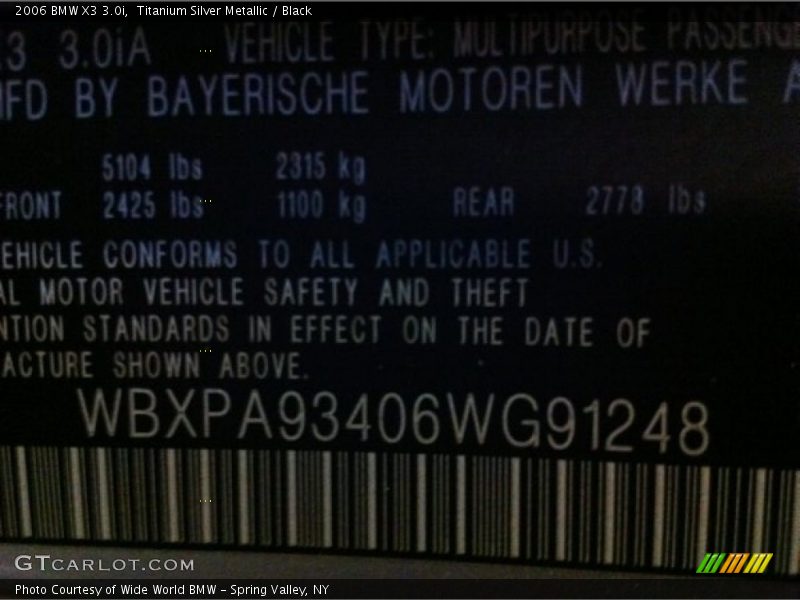 2006 BMW X3 3.0i,  Titanium Silver Metallic / Black
3 3.0iA VEHICLE TYPE: MULTIPURPOSE PASSENG
MFD BY BAYERISCHE MOTOREN WERKE A
5104 lbs 2315 kg
FRONT 2425 lbs 1100 kg REAR 2778 lbs
EHICLE CONFORMS TO ALL APPLICABLE U.S.
AL MOTOR VEHICLE SAFETY AND THEFT
NTION STANDARDS IN EFFECT ON THE DATE OF
ACTURE SHOWN ABOVE.
WBXPA93406WG91248
GTCARLOT.COM
Photo Courtesy of Wide World BMW - Spring Valley, NY